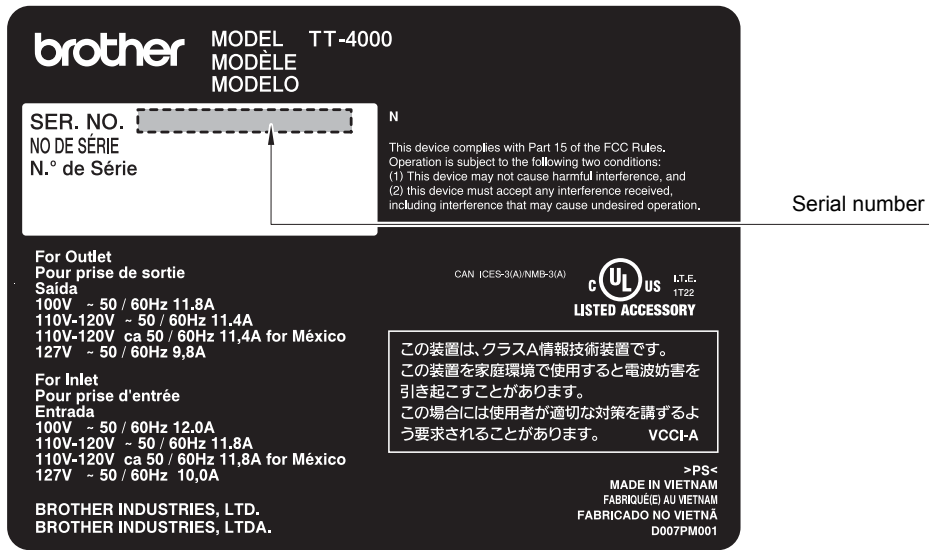 brother
MODEL TT-4000
MODÈLE
MODELO
SER. NO.
NO DE SÉRIE
N.° de Série
N
This device complies with Part 15 of the FCC Rules.
Operation is subject to the following two conditions:
(1) This device may not cause harmful interference, and
(2) this device must accept any interference received,
including interference that may cause undesired operation.
Serial number
For Outlet
Pour prise de sortie
Saída
100V ~ 50 / 60Hz 11.8A
110V-120V ~ 50 / 60Hz 11.4A
110V-120V ca 50 / 60Hz 11,4A for México
127V ~ 50 / 60Hz 9,8A
For Inlet
Pour prise d'entrée
Entrada
100V ~ 50 / 60Hz 12.0A
110V-120V ~ 50 / 60Hz 11.8A
110V-120V ca 50 / 60Hz 11,8A for México
127V ~ 50 / 60Hz 10,0A
BROTHER INDUSTRIES, LTD.
BROTHER INDUSTRIES, LTDA.
CAN ICES-3(A)/NMB-3(A)
C UL US I.T.E.
1T22
LISTED ACCESSORY
この装置は、クラスA情報技術装置です。
この装置を家庭環境で使用すると電波妨害を
引き起こすことがあります。
この場合には使用者が適切な対策を講ずるよ
う要求されることがあります。 VCCI-A
>PS<
MADE IN VIETNAM
FABRIQUÉ(E) AU VIETNAM
FABRICADO NO VIETNÃ
D007PM001